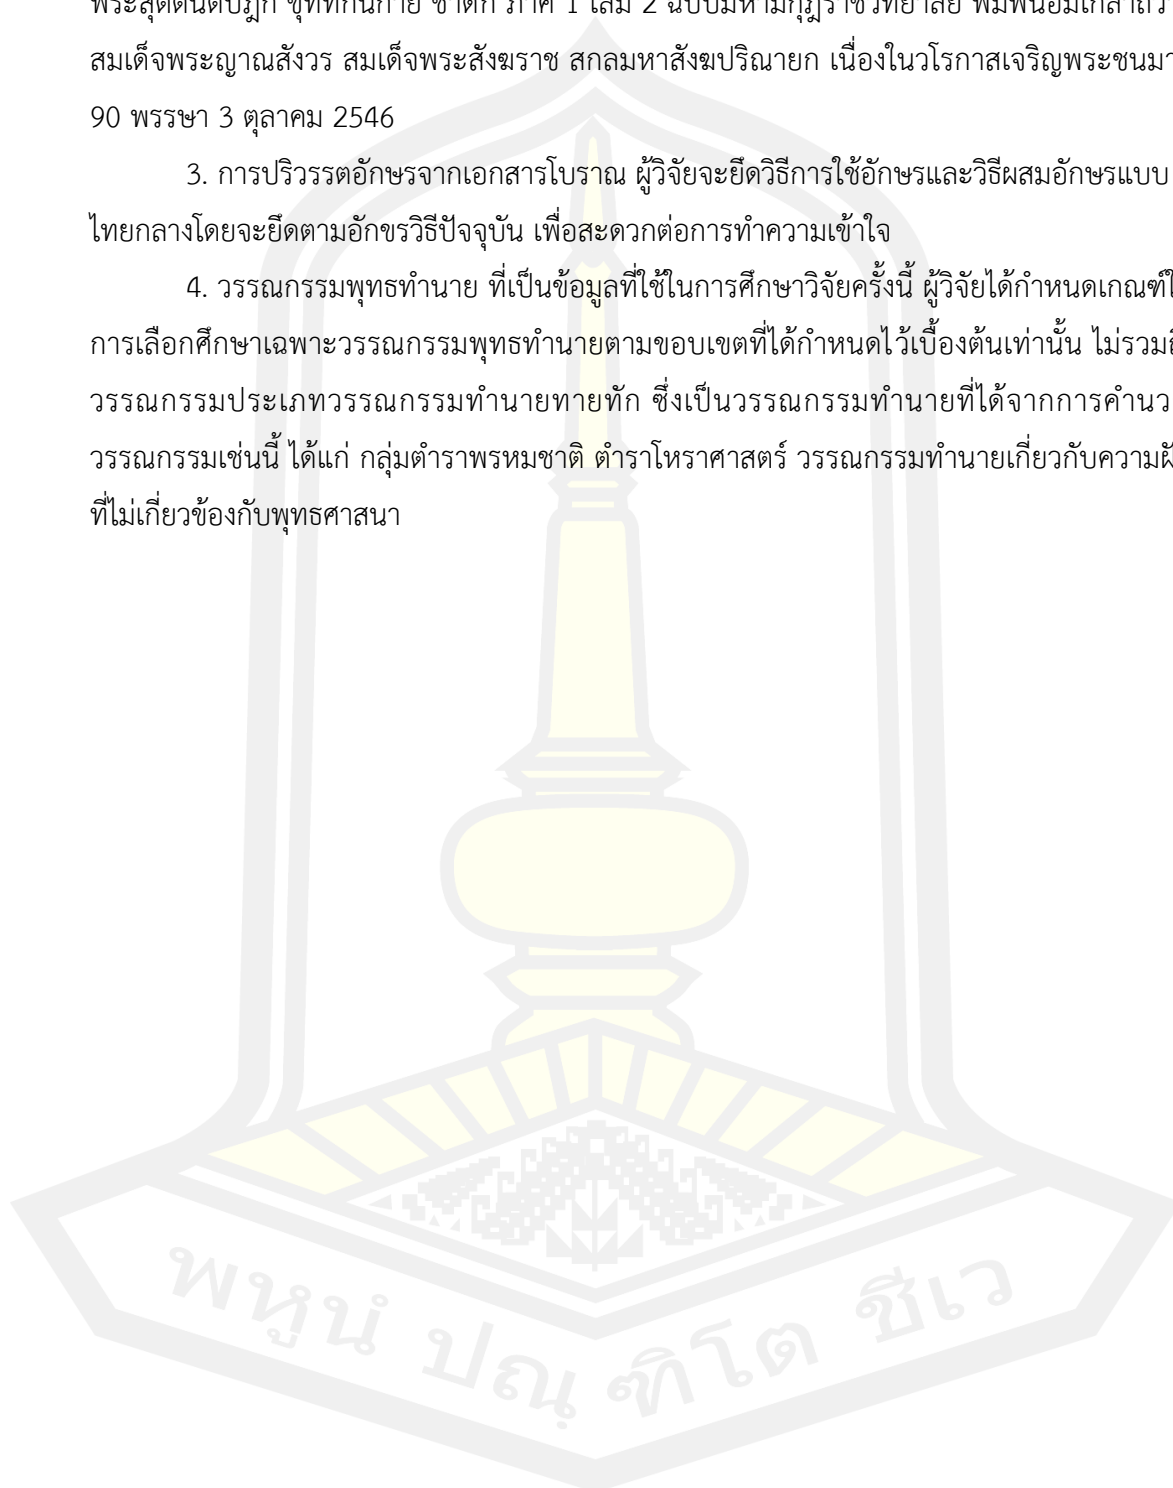 พระสุตตันตปิฎก ขุททกนิกาย ชาดก ภาค 1 เล่ม 2 ฉบับมหามกุฎราชวิทยาลัย
สมเด็จพระญาณสังวร สมเด็จพระสังฆราช สกลมหาสังฆปริณายก เนื่องในวโรกาสเจริญพระชนมา
90 พรรษา 3 ตุลาคม 2546
3. การปริวรรตอักษรจากเอกสารโบราณ ผู้วิจัยจะยึดวิธีการใช้อักษรและวิธีผสมอักษรแบบ
ไทยกลางโดยจะยึดตามอักขรวิธีปัจจุบัน เพื่อสะดวกต่อการทำความเข้าใจ
4. วรรณกรรมพุทธทำนาย ที่เป็นข้อมูลที่ใช้ในการศึกษาวิจัยครั้งนี้ ผู้วิจัยได้กำหนดเกณฑ์
การเลือกศึกษาเฉพาะวรรณกรรมพุทธทำนายตามขอบเขตที่ได้กำหนดไว้เบื้องต้นเท่านั้น ไม่รวม
วรรณกรรมประเภทวรรณกรรมทำนายทายทัก ซึ่งเป็นวรรณกรรมทำนายที่ได้จากการคำนว
วรรณกรรมเช่นนี้ ได้แก่ กลุ่มตำราพรหมชาติ ตำราโหราศาสตร์ วรรณกรรมทำนายเกี่ยวกับความ
ที่ไม่เกี่ยวข้องกับพุทธศาสนา
พหูนํ ปณฺฑิโต ชีเว